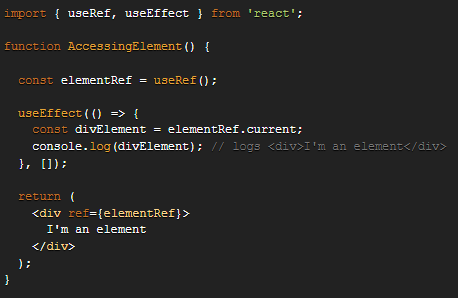 import { useRef, useEffect } from 'react';
function AccessingElement() {
const elementRef = useRef();
useEffect(() => {
const divElement = elementRef.current;
console.log(divElement); // logs <div>I'm an element</div>
}, []);
return (
<div ref={elementRef}>
I'm an element
</div>
);
}